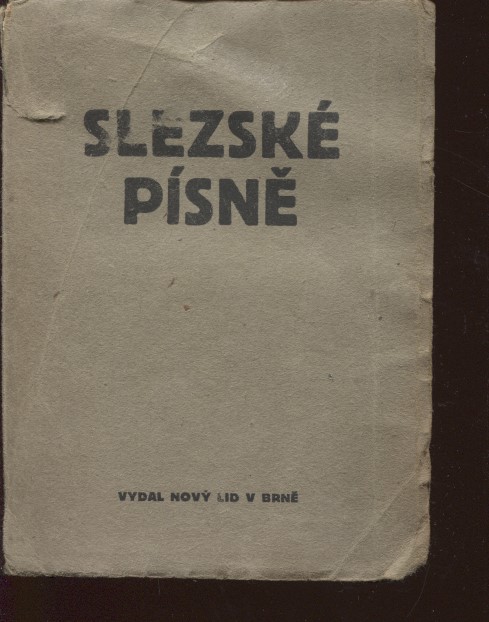 SLEZSKÉ
PÍSNĚ
VYDAL NOVÝ LID V BRNĚ